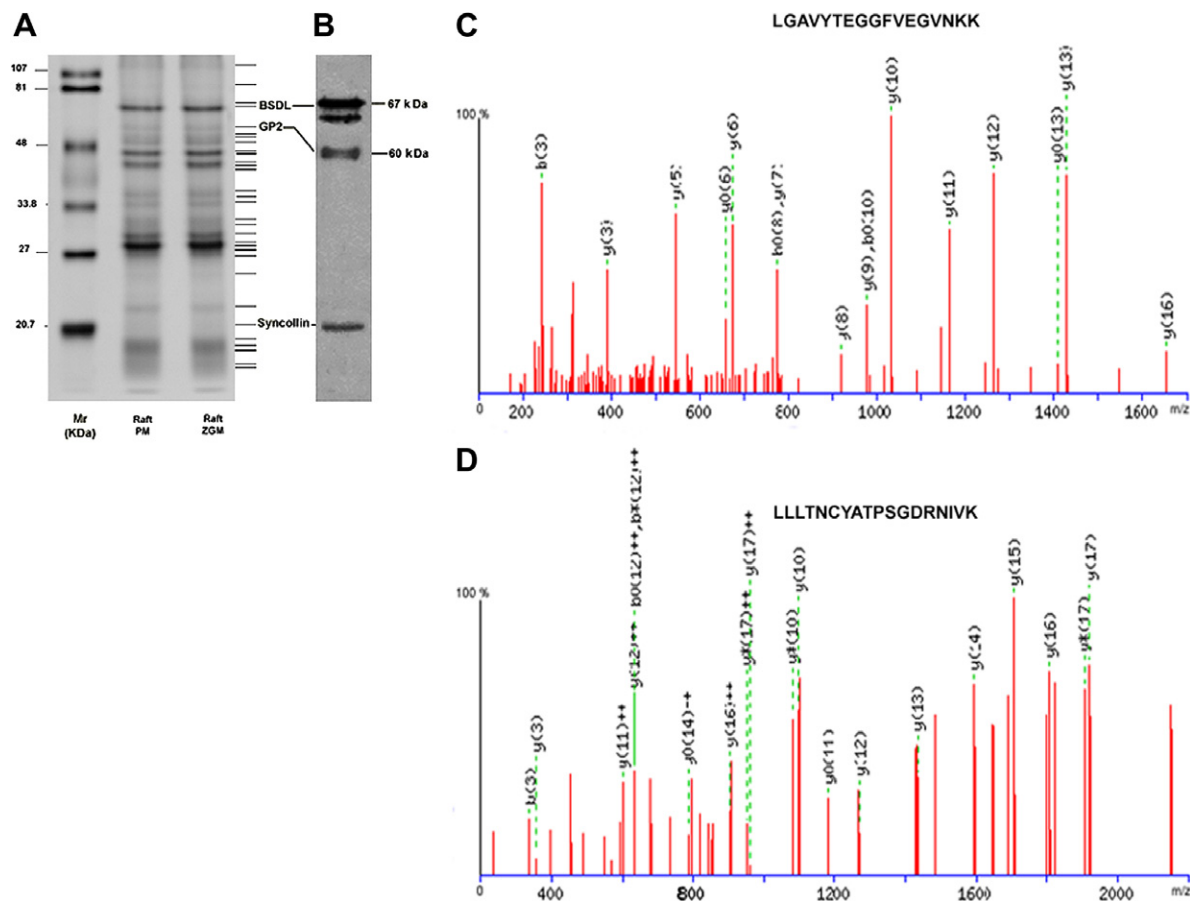 A
B
C
D
107
81
48
33.8
27
20.7
Mr
(KDa)
Raft
PM
Raft
ZGM
BSDL
GP2
Syncollin
67 kDa
60 kDa
LGAVYTEGGFVEGVNKK
100 %
b(3)
y(3)
y(5)
y0(6)
y(6)
b0(8),y(7)
y(8)
y(9),b0(10)
y(10)
y(11)
y(12)
y0(13)
y(13)
y(16)
0 200 400 600 800 1000 1200 1400 1600 m/z
LLLTNCYATPSGDRNIVK
100 %
b(3)
y(3)
y(11)++
y(12)++,b0(12)++,b*(12)++
y0(14)++
y(16)++
y*(17)++
y(17)++
y*(10)
y(10)
y0(11)
y(12)
y(13)
y(14)
y(15)
y(16)
y*(17)
y(17)
0 400 800 1200 1600 2000 m/z